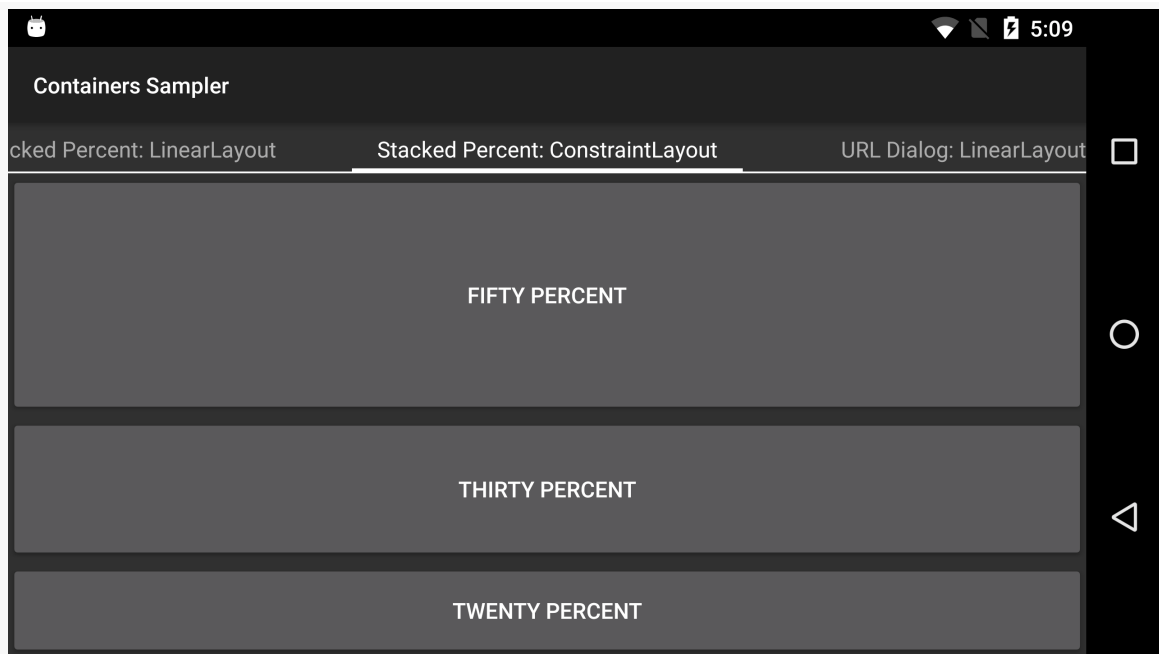 5:09
Containers Sampler
cked Percent: LinearLayout Stacked Percent: ConstraintLayout URL Dialog: LinearLayout
FIFTY PERCENT
THIRTY PERCENT
TWENTY PERCENT